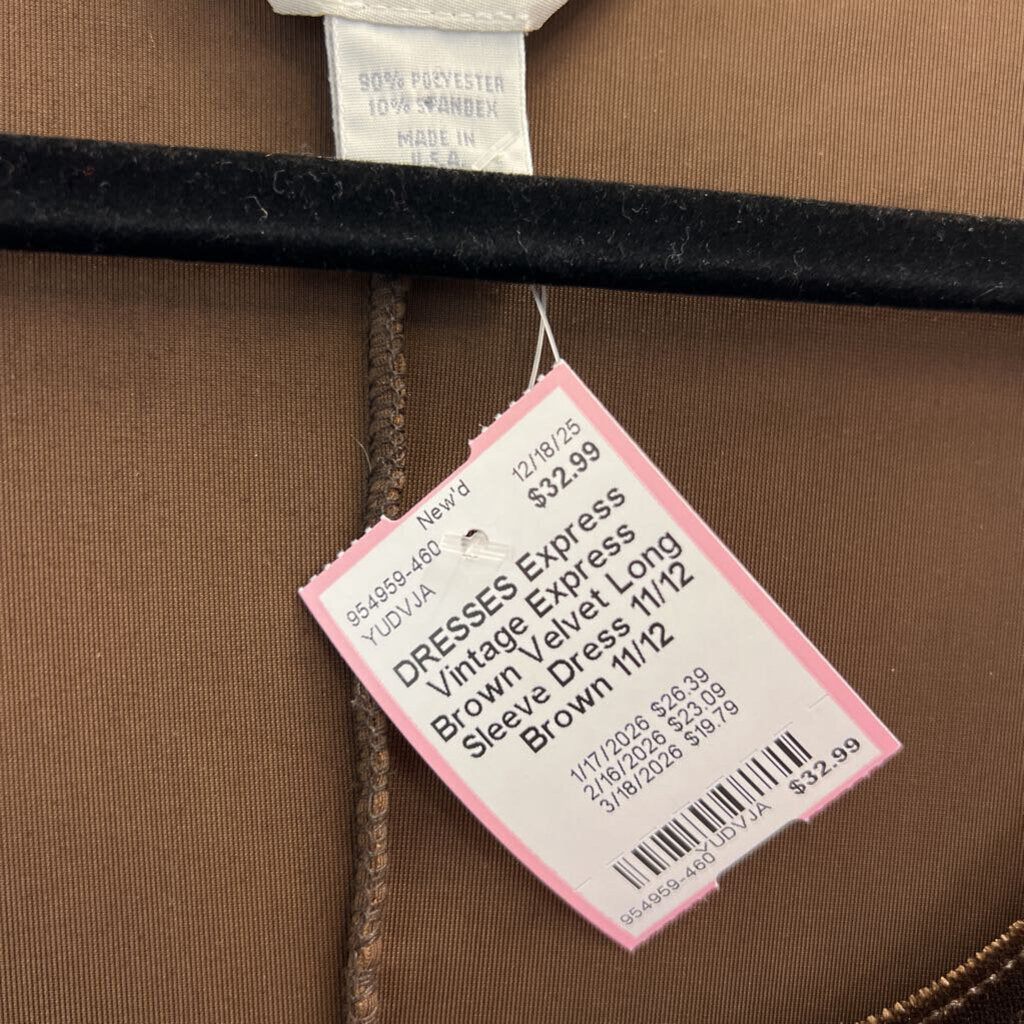 90% POLYESTER
10% SPANDEX
MADE IN
U.S.A.
12/18/25
New'd
$32.99
954959-460
YUDVJA
DRESSES Express
Vintage Express
Brown Velvet Long
Sleeve Dress 11/12
Brown 11/12
1/17/2026 $26.39
2/16/2026 $23.09
3/18/2026 $19.79
$32.99
954959-460 YUDVJA